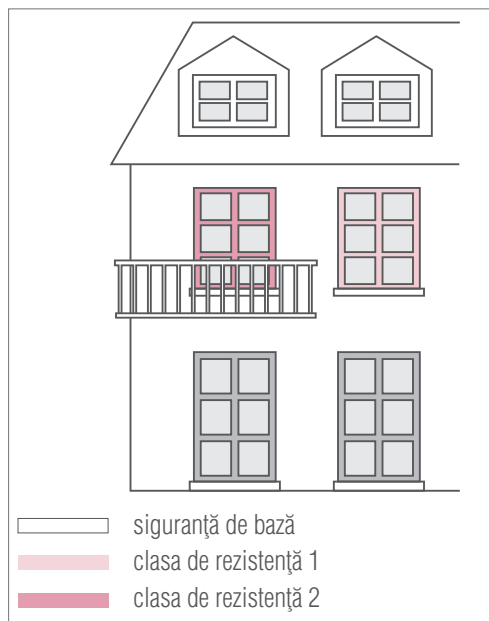 siguranţă de bază
clasa de rezistenţă 1
clasa de rezistenţă 2